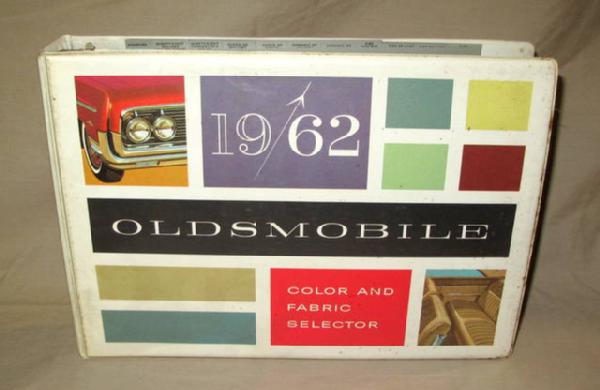 19/62
OLDSMOBILE
COLOR AND
FABRIC
SELECTOR